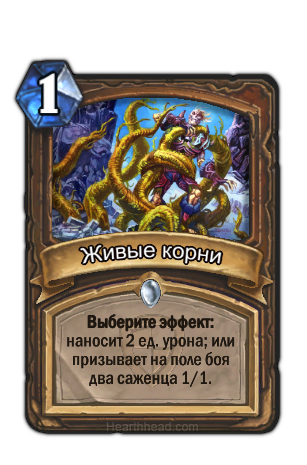 1
Живые корни
Выберите эффект:
наносит 2 ед. урона; или
призывает на поле боя
два саженца 1/1.
Hearthhead.com